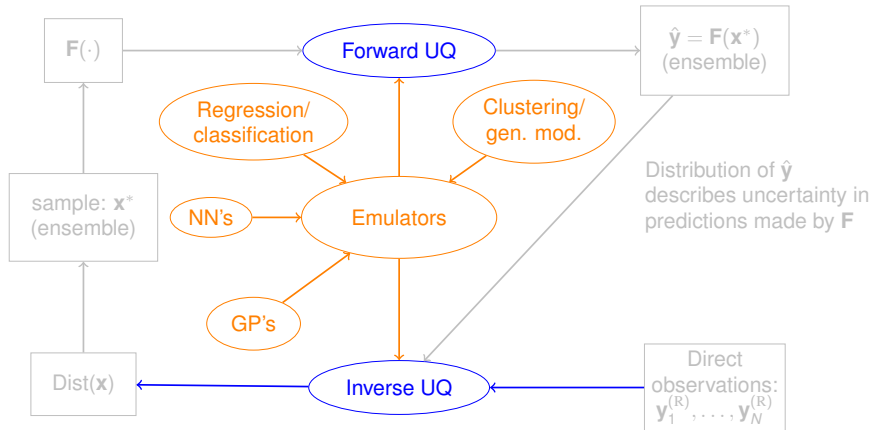 F(·)
Forward UQ
ŷ = F(x*)
(ensemble)
Regression/
classification
Clustering/
gen. mod.
sample: x*
(ensemble)
NN's
Emulators
Distribution of ŷ
describes uncertainty in
predictions made by F
GP's
Dist(x)
Inverse UQ
Direct
observations:
y₁⁽ᴿ⁾, . . . , y_N⁽ᴿ⁾